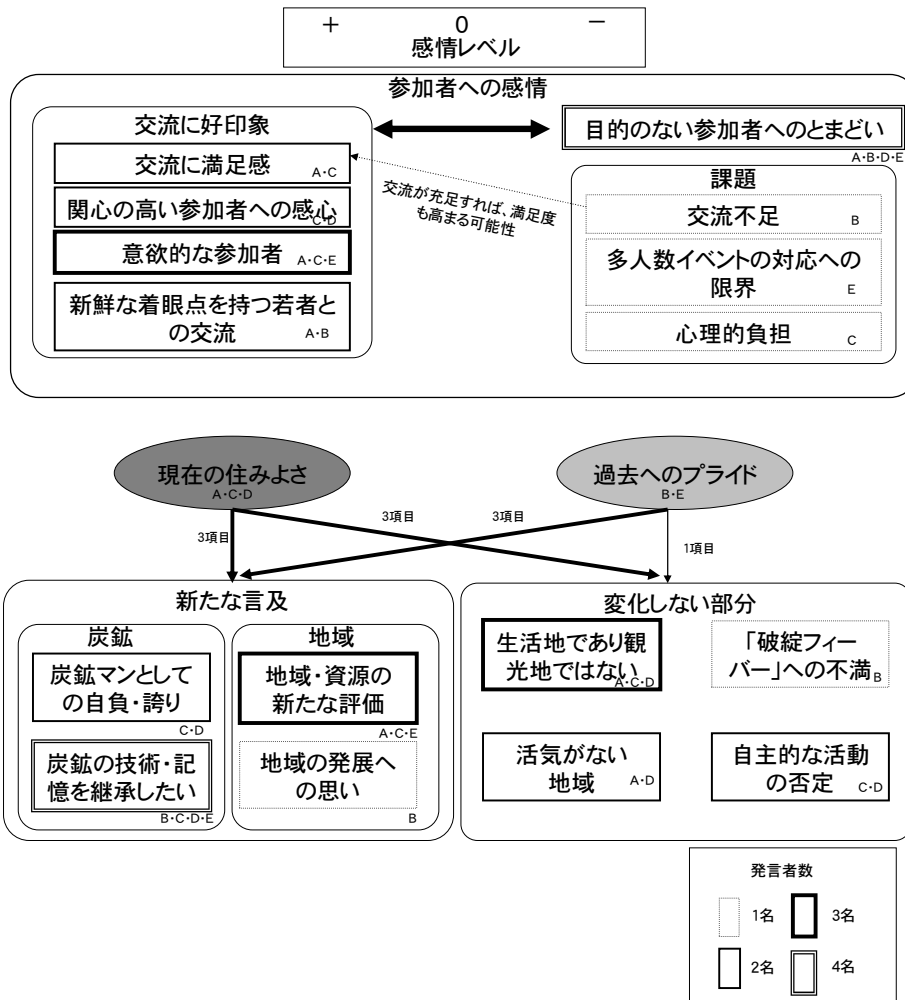 + 0 −
感情レベル
参加者への感情
交流に好印象
交流に満足感
A・C
関心の高い参加者への感心
C・D
意欲的な参加者
A・C・E
新鮮な着眼点を持つ若者と
の交流
A・B
交流が充足すれば、満足度
も高まる可能性
目的のない参加者へのとまどい
A・B・D・E
課題
交流不足
B
多人数イベントの対応への
限界
E
心理的負担
C
現在の住みよさ
A・C・D
過去へのプライド
B・E
3項目
3項目
3項目
1項目
新たな言及
炭鉱
炭鉱マンとして
の自負・誇り
C・D
炭鉱の技術・記
憶を継承したい
B・C・D・E
地域
地域・資源の
新たな評価
A・C・E
地域の発展へ
の思い
B
変化しない部分
生活地であり観
光地ではない
A・C・D
「破綻フィー
バー」への不満
B
活気がない
地域
A・D
自主的な活動
の否定
C・D
発言者数
1名
3名
2名
4名